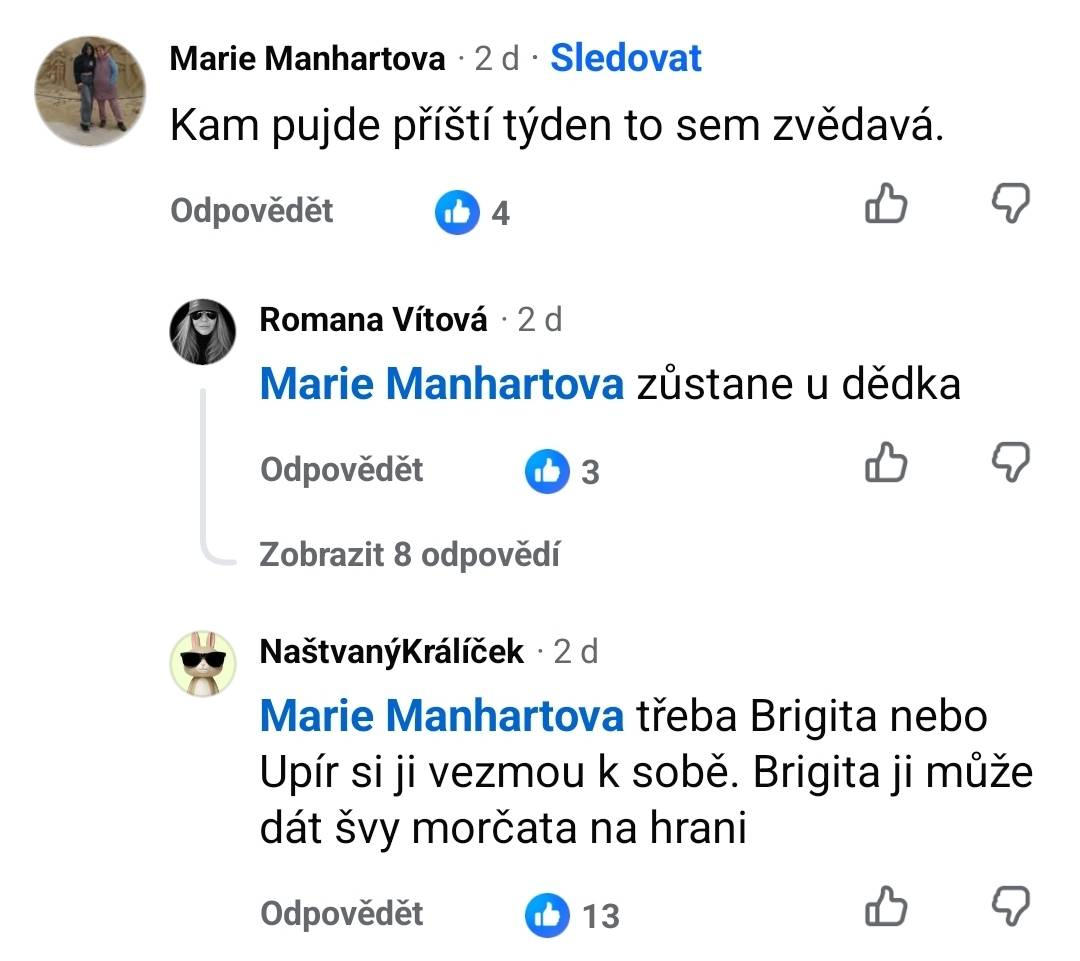 Marie Manhartova · 2 d · Sledovat
Kam pujde příští týden to sem zvědavá.
Odpovědět 4
Romana Vítová · 2 d
Marie Manhartova zůstane u dědka
Odpovědět 3
Zobrazit 8 odpovědí
NaštvanýKrálíček · 2 d
Marie Manhartova třeba Brigita nebo
Upír si ji vezmou k sobě. Brigita ji může
dát švy morčata na hrani
Odpovědět 13